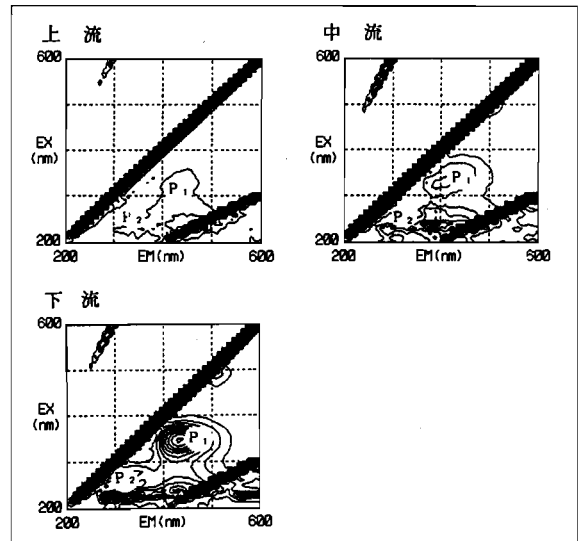 上 流
600
EX
(nm)
P₁
P₂
200
200 EM(nm) 600
中 流
600
EX
(nm)
P₁
P₂
200
200 EM(nm) 600
下 流
600
EX
(nm)
P₁
P₂
200
200 EM(nm) 600